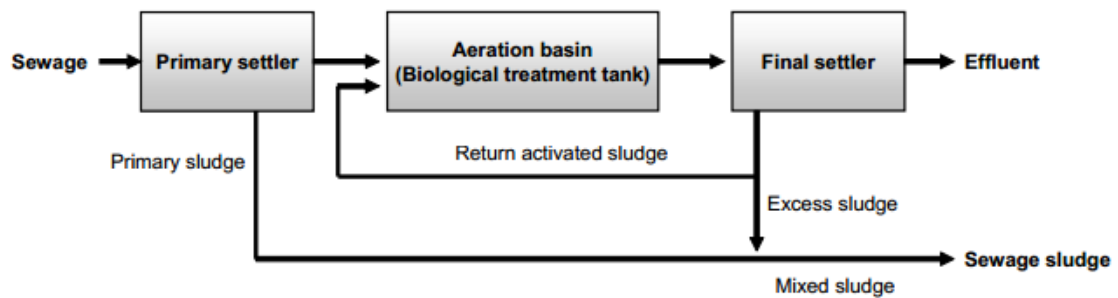 Sewage
Primary settler
Aeration basin
(Biological treatment tank)
Final settler
Effluent
Primary sludge
Return activated sludge
Excess sludge
Sewage sludge
Mixed sludge